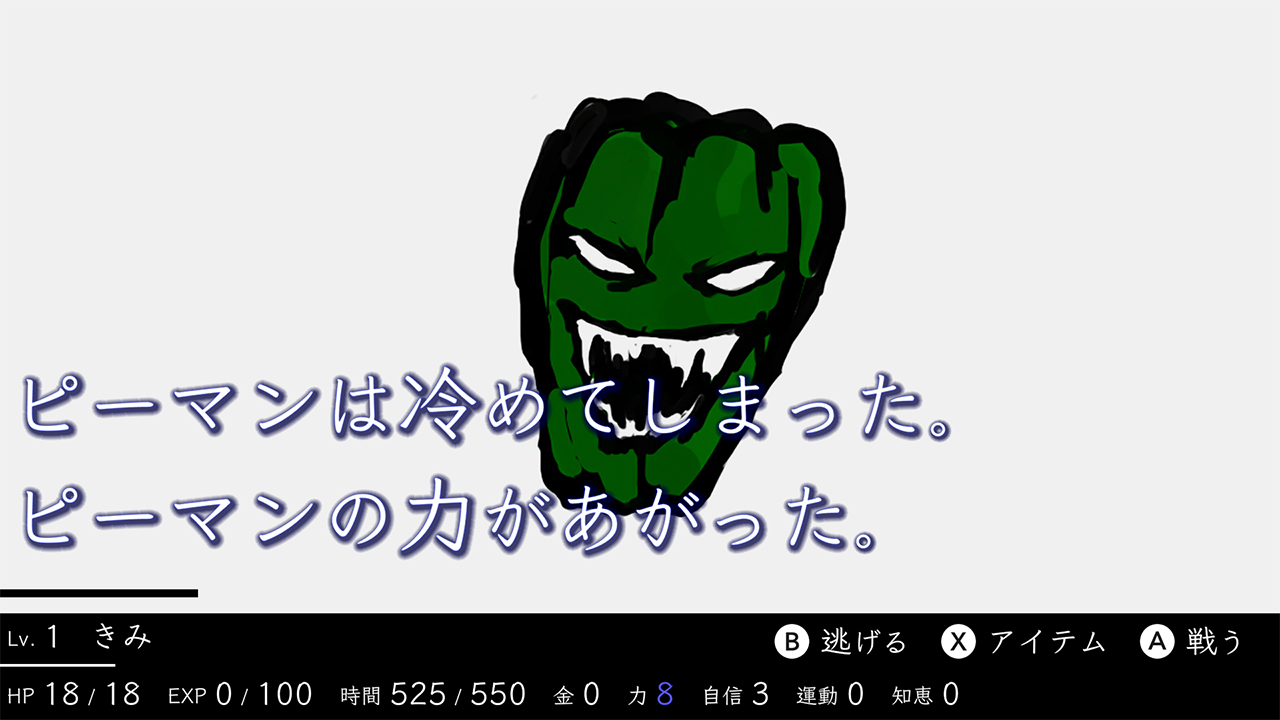 ピーマンは冷めてしまった。
ピーマンの力があがった。
Lv. 1 きみ
B 逃げる X アイテム A 戦う
HP 18 / 18 EXP 0 / 100 時間 525 / 550 金 0 力 8 自信 3 運動 0 知恵 0